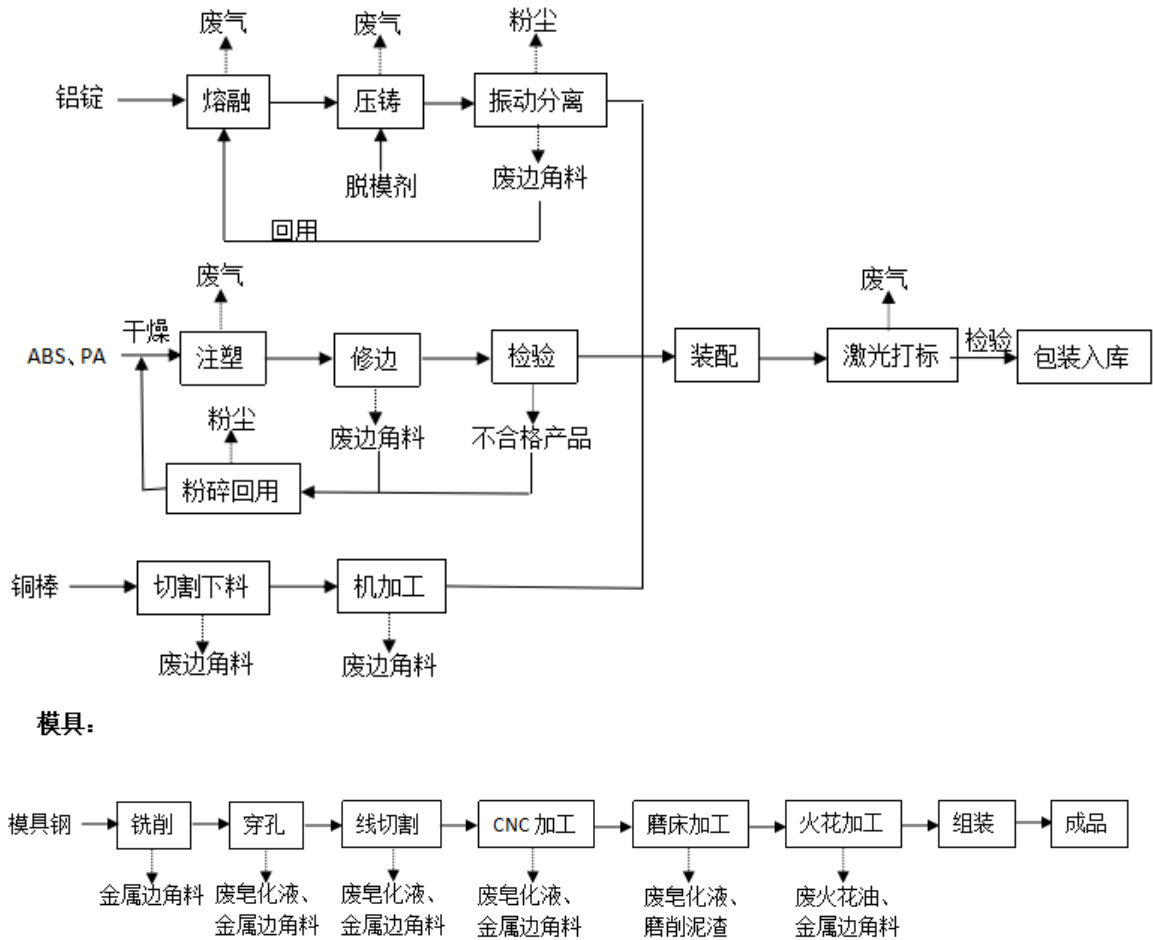 废气
废气
粉尘
铝锭
熔融
压铸
振动分离
脱模剂
废边角料
回用
废气
废气
ABS、PA
干燥
注塑
修边
检验
装配
激光打标
检验
包装入库
粉尘
废边角料
不合格产品
粉碎回用
铜棒
切割下料
机加工
废边角料
废边角料
模具：
模具钢
铣削
穿孔
线切割
CNC 加工
磨床加工
火花加工
组装
成品
金属边角料
废皂化液、
金属边角料
废皂化液、
金属边角料
废皂化液、
金属边角料
废皂化液、
磨削泥渣
废火花油、
金属边角料